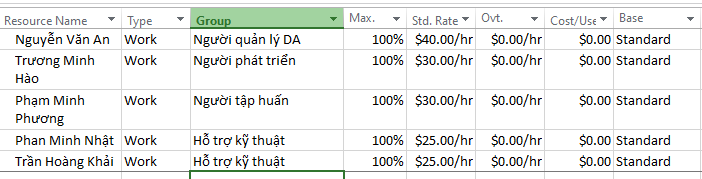 Resource Name Type Group Max. Std. Rate Ovt. Cost/Use Base
Nguyễn Văn An Work Người quản lý DA 100% $40.00/hr $0.00/hr $0.00 Standard
Trương Minh Work Người phát triển 100% $30.00/hr $0.00/hr $0.00 Standard
Hào
Phạm Minh Work Người tập huấn 100% $30.00/hr $0.00/hr $0.00 Standard
Phương
Phan Minh Nhật Work Hỗ trợ kỹ thuật 100% $25.00/hr $0.00/hr $0.00 Standard
Trần Hoàng Khải Work Hỗ trợ kỹ thuật 100% $25.00/hr $0.00/hr $0.00 Standard